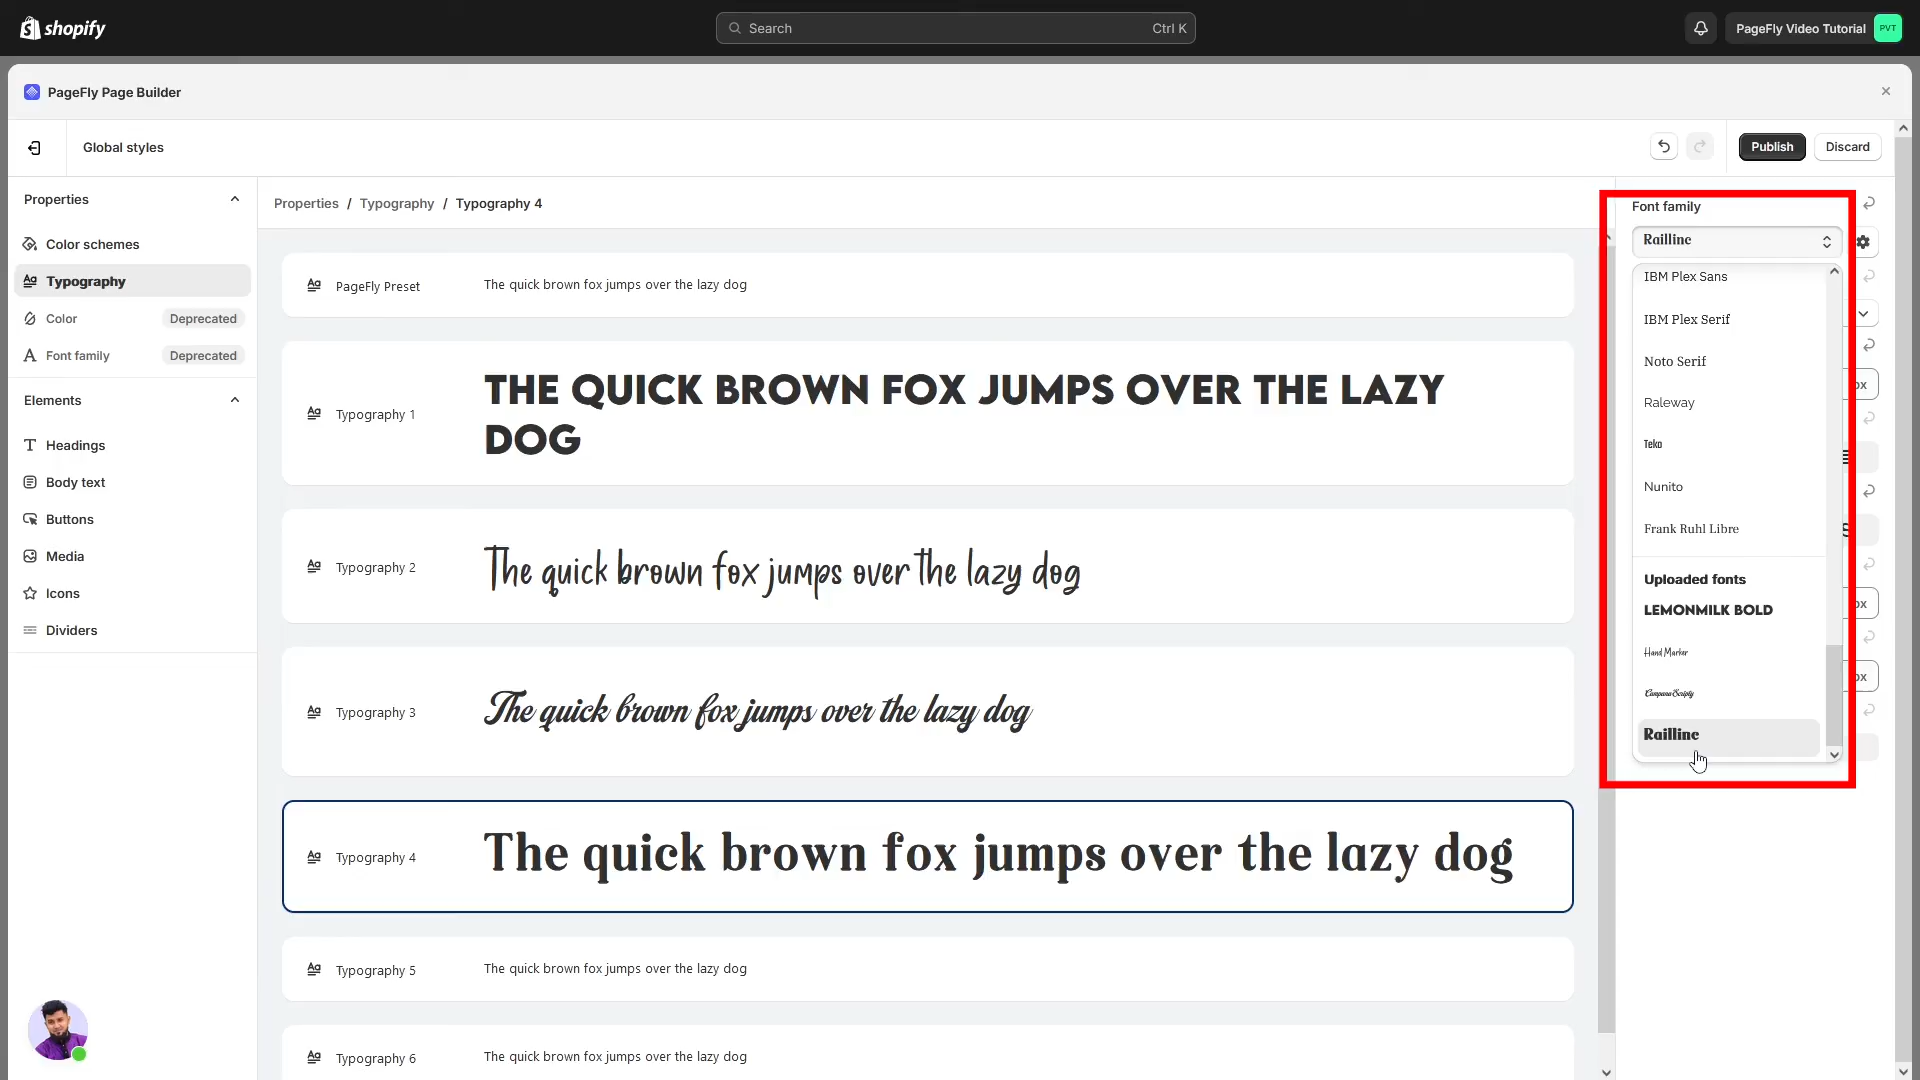 shopify
Search
Ctrl K
PageFly Video Tutorial
PVT
PageFly Page Builder
Global styles
Publish
Discard
Properties
Color schemes
Typography
Color
Deprecated
Font family
Deprecated
Elements
Headings
Body text
Buttons
Media
Icons
Dividers
Properties / Typography / Typography 4
PageFly Preset
The quick brown fox jumps over the lazy dog
Typography 1
THE QUICK BROWN FOX JUMPS OVER THE LAZY
DOG
Typography 2
The quick brown fox jumps over the lazy dog
Typography 3
The quick brown fox jumps over the lazy dog
Typography 4
The quick brown fox jumps over the lazy dog
Typography 5
The quick brown fox jumps over the lazy dog
Typography 6
The quick brown fox jumps over the lazy dog
Font family
Railline
IBM Plex Sans
IBM Plex Serif
Noto Serif
Raleway
Teko
Nunito
Frank Ruhl Libre
Uploaded fonts
LEMONMILK BOLD
Hand Marker
Campana Scripty
Railline